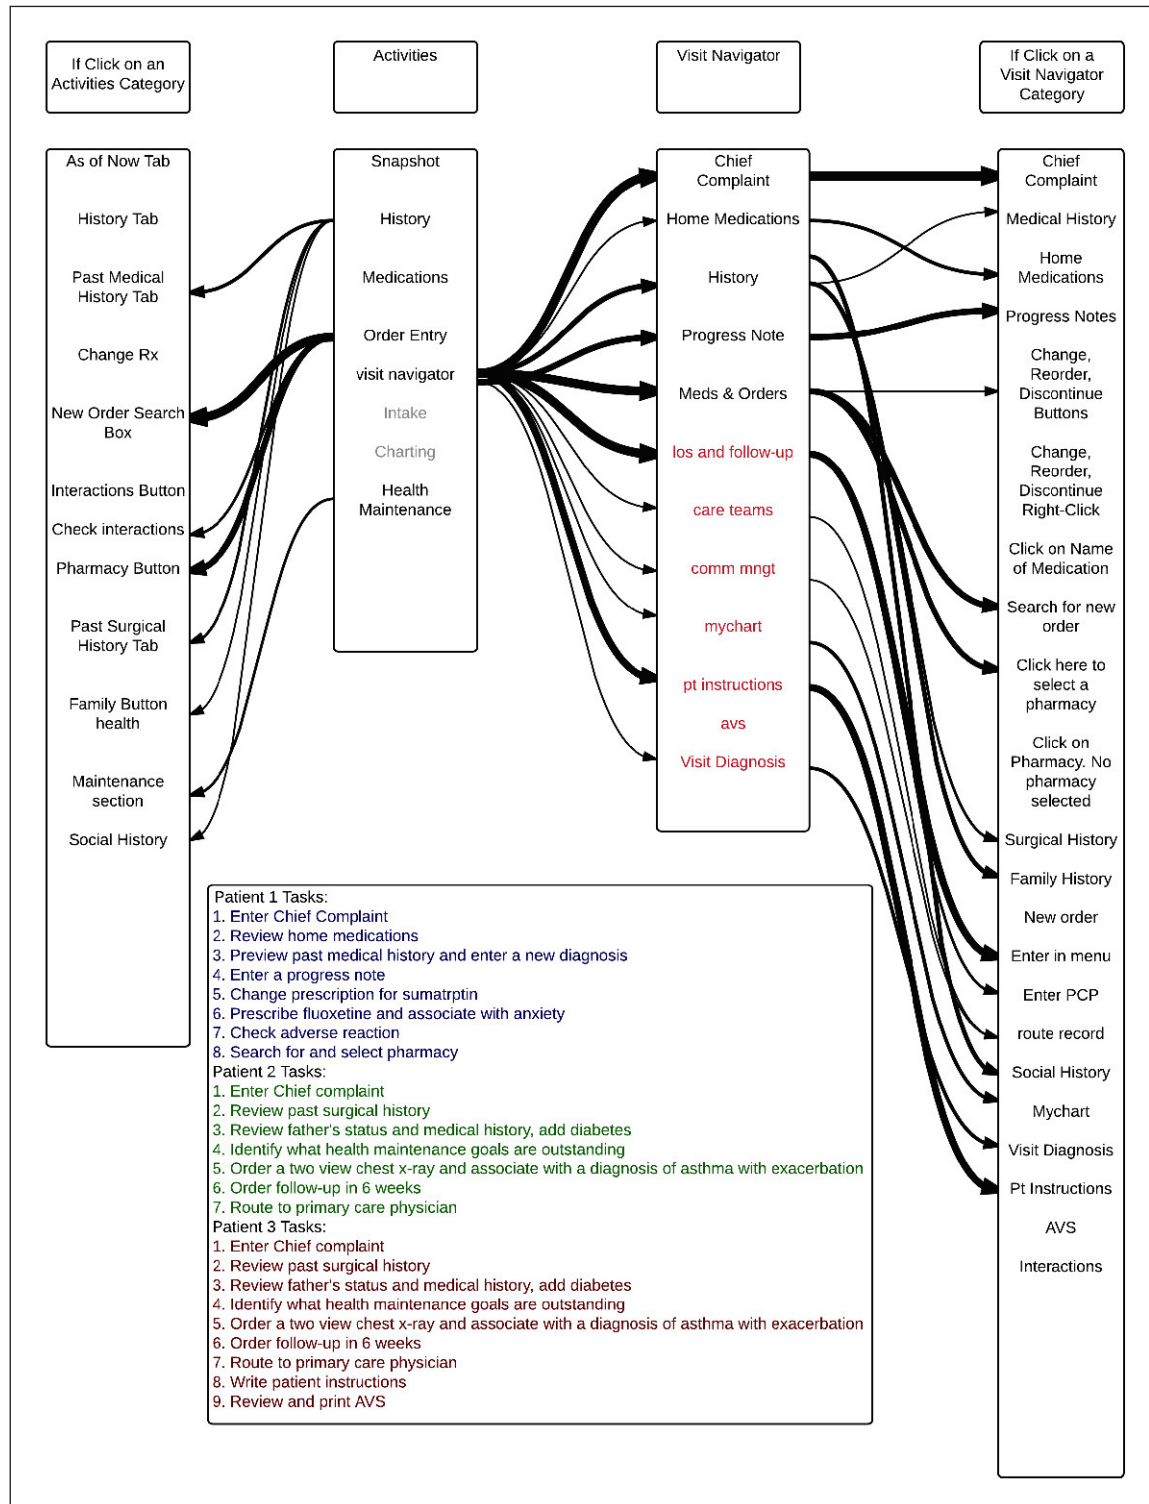 If Click on an
Activities Category
Activities
Visit Navigator
If Click on a
Visit Navigator
Category
As of Now Tab
History Tab
Past Medical
History Tab
Change Rx
New Order Search
Box
Interactions Button
Check interactions
Pharmacy Button
Past Surgical
History Tab
Family Button
health
Maintenance
section
Social History
Snapshot
History
Medications
Order Entry
visit navigator
Intake
Charting
Health
Maintenance
Chief
Complaint
Home Medications
History
Progress Note
Meds & Orders
los and follow-up
care teams
comm mngt
mychart
pt instructions
avs
Visit Diagnosis
Chief
Complaint
Medical History
Home
Medications
Progress Notes
Change,
Reorder,
Discontinue
Buttons
Change,
Reorder,
Discontinue
Right-Click
Click on Name
of Medication
Search for new
order
Click here to
select a
pharmacy
Click on
Pharmacy. No
pharmacy
selected
Surgical History
Family History
New order
Enter in menu
Enter PCP
route record
Social History
Mychart
Visit Diagnosis
Pt Instructions
AVS
Interactions
Patient 1 Tasks:
1. Enter Chief Complaint
2. Review home medications
3. Preview past medical history and enter a new diagnosis
4. Enter a progress note
5. Change prescription for sumatrptin
6. Prescribe fluoxetine and associate with anxiety
7. Check adverse reaction
8. Search for and select pharmacy
Patient 2 Tasks:
1. Enter Chief complaint
2. Review past surgical history
3. Review father's status and medical history, add diabetes
4. Identify what health maintenance goals are outstanding
5. Order a two view chest x-ray and associate with a diagnosis of asthma with exacerbation
6. Order follow-up in 6 weeks
7. Route to primary care physician
Patient 3 Tasks:
1. Enter Chief complaint
2. Review past surgical history
3. Review father's status and medical history, add diabetes
4. Identify what health maintenance goals are outstanding
5. Order a two view chest x-ray and associate with a diagnosis of asthma with exacerbation
6. Order follow-up in 6 weeks
7. Route to primary care physician
8. Write patient instructions
9. Review and print AVS